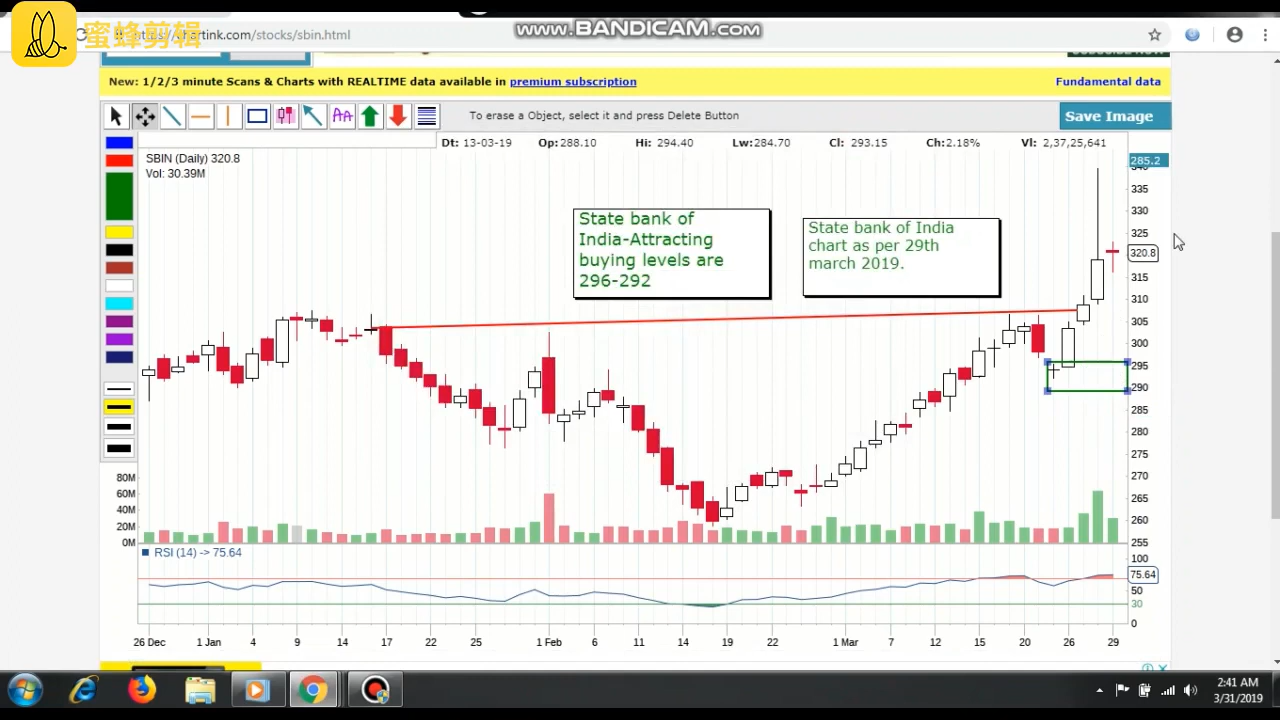 www.BANDICAM.com
蜜蜂剪辑
chartink.com/stocks/sbin.html
New: 1/2/3 minute Scans & Charts with REALTIME data available in premium subscription
Fundamental data
To erase a Object, select it and press Delete Button
Save Image
Dt: 13-03-19 Op: 288.10 Hi: 294.40 Lw: 284.70 Cl: 293.15 Ch: 2.18% Vl: 2,37,25,641
SBIN (Daily) 320.8
Vol: 30.39M
State bank of
India-Attracting
buying levels are
296-292
State bank of India
chart as per 29th
march 2019.
285.2
335
330
325
320.8
315
310
305
300
295
290
285
280
275
270
265
260
255
80M
60M
40M
20M
0M
RSI (14) -> 75.64
100
75.64
50
30
0
26 Dec 1 Jan 4 9 14 17 22 25 1 Feb 6 11 14 19 22 1 Mar 7 12 15 20 26 29
2:41 AM
3/31/2019